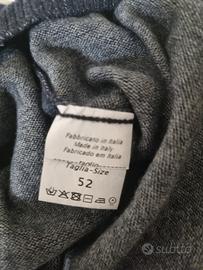 Fabbricato in Italia
Made in Italy
Fabricado em Italia
Taglia-Size
52
subito